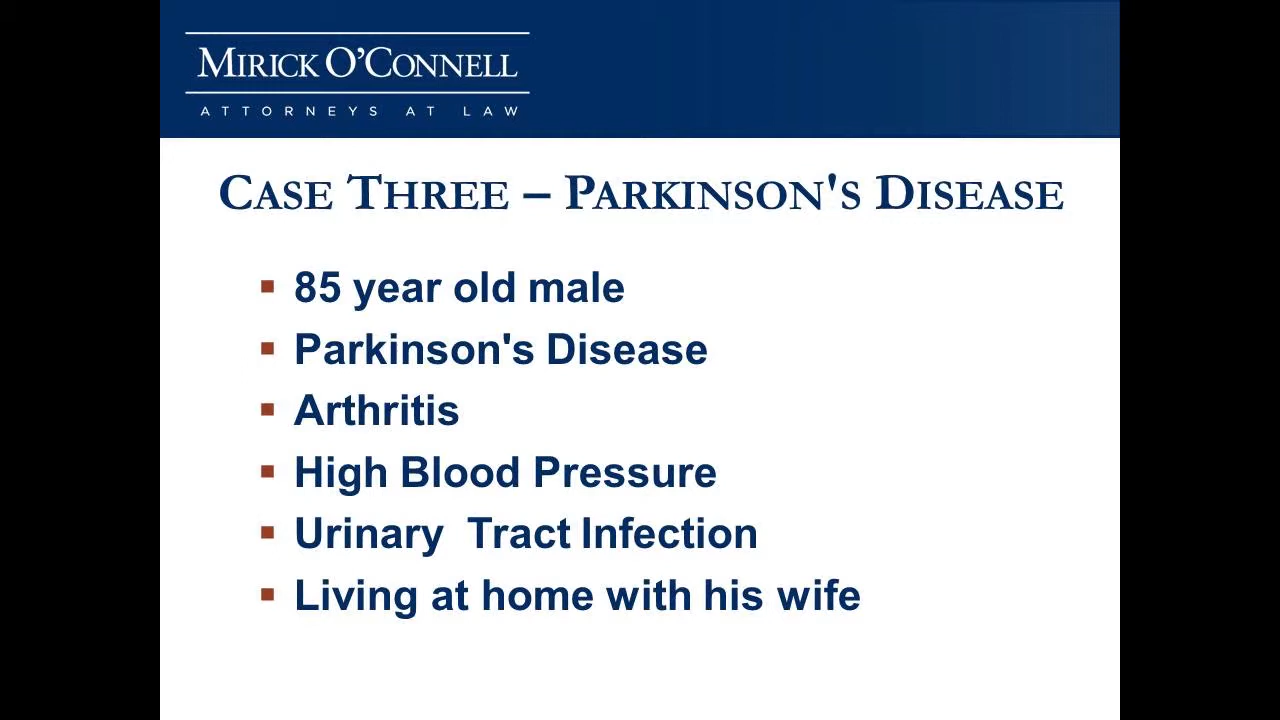 MIRICK O'CONNELL
ATTORNEYS AT LAW
CASE THREE – PARKINSON'S DISEASE
85 year old male
Parkinson's Disease
Arthritis
High Blood Pressure
Urinary  Tract Infection
Living at home with his wife